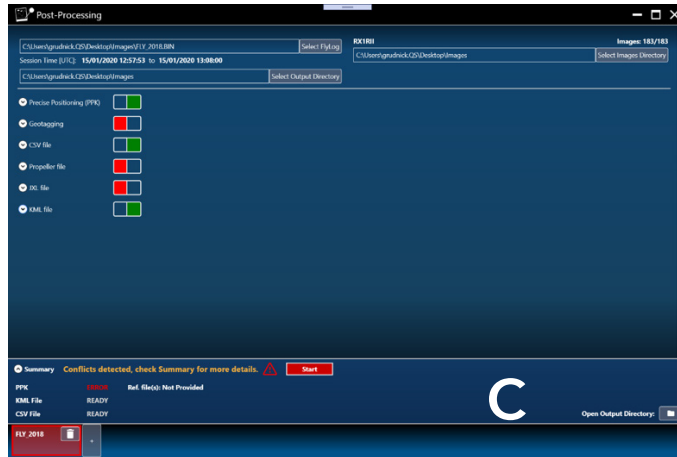 Post-Processing
C:\Users\grudnick.QS\Desktop\Images\FLY_2018.BIN
Select FlyLog
Session Time [UTC]: 15/01/2020 12:57:53 to 15/01/2020 13:08:00
C:\Users\grudnick.QS\Desktop\Images
Select Output Directory
RX1RII
Images: 183/183
C:\Users\grudnick.QS\Desktop\Images
Select Images Directory
Precise Positioning (PPK)
Geotagging
CSV file
Propeller file
JXL file
KML file
Summary Conflicts detected, check Summary for more details. Start
PPK ERROR Ref. file(s): Not Provided
KML File READY
CSV File READY
C
Open Output Directory:
FLY_2018
+